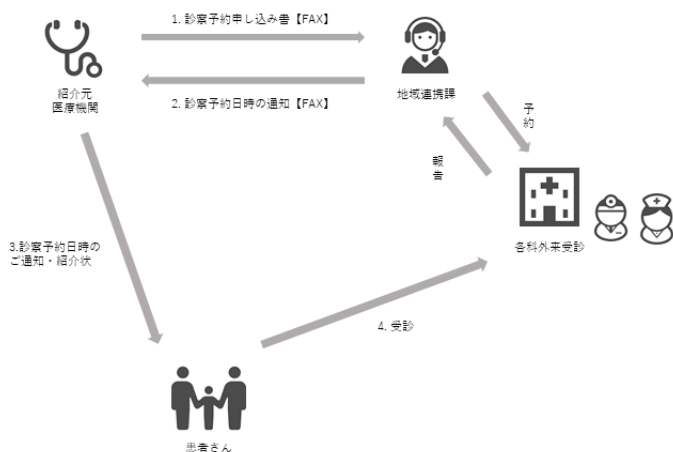 1. 診察予約申し込み書【FAX】
2. 診察予約日時の通知【FAX】
紹介元
医療機関
地域連携課
予
約
報
告
各科外来受診
3.診察予約日時の
ご通知・紹介状
4. 受診
患者さん